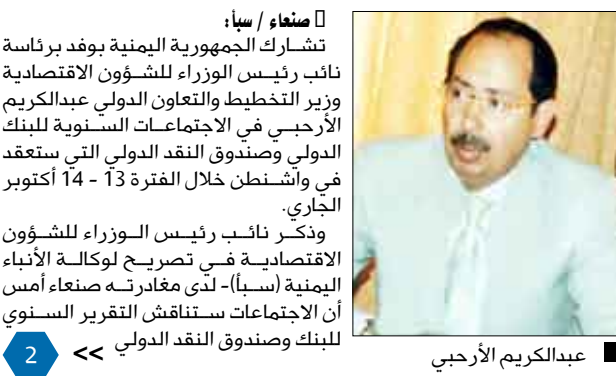 صنعاء / سبأ:
تشارك الجمهورية اليمنية بوفد برئاسة
نائب رئيس الوزراء للشؤون الاقتصادية
وزير التخطيط والتعاون الدولي عبدالكريم
الأرحبي في الاجتماعات السنوية للبنك
الدولي وصندوق النقد الدولي التي ستعقد
في واشنطن خلال الفترة 13 - 14 أكتوبر
الجاري.
وذكر نائب رئيس الوزراء للشؤون
الاقتصادية في تصريح لوكالة الأنباء
اليمنية (سبأ)- لدى مغادرته صنعاء أمس
أن الاجتماعات ستناقش التقرير السنوي
للبنك وصندوق النقد الدولي >> 2
عبدالكريم الأرحبي